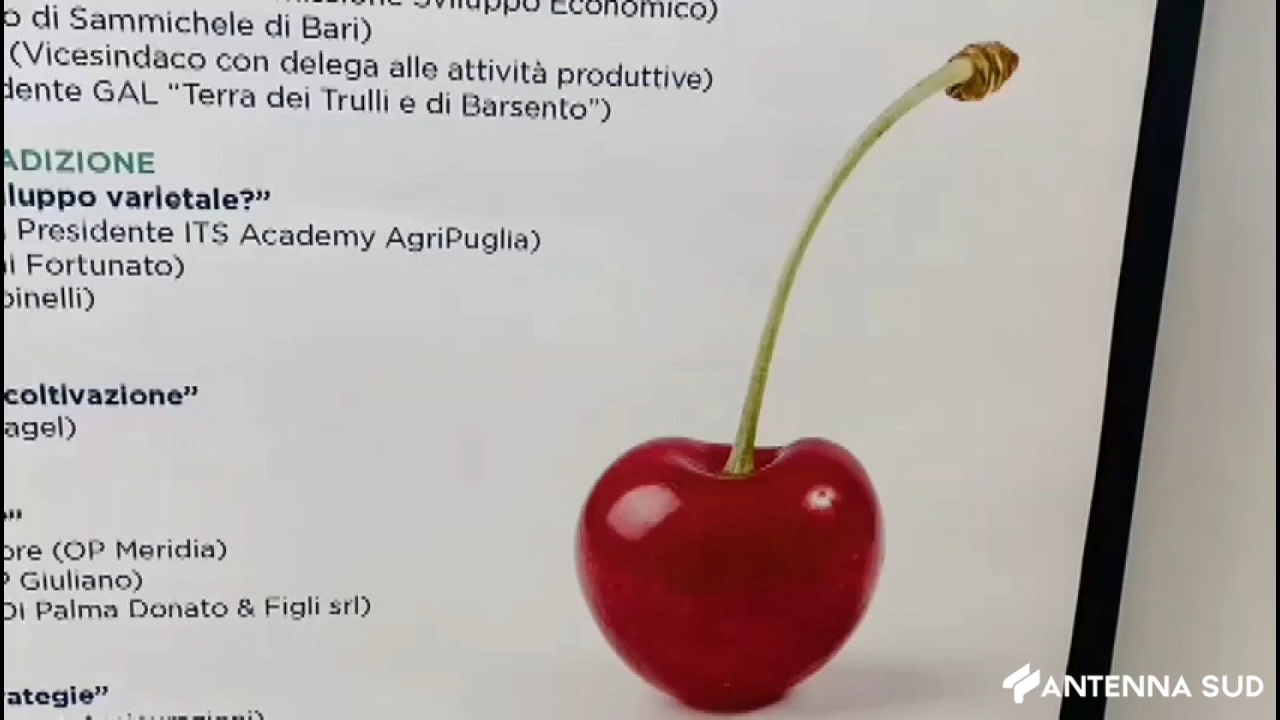 Sviluppo Economico)
o di Sammichele di Bari)
(Vicesindaco con delega alle attività produttive)
dente GAL “Terra dei Trulli e di Barsento”)
ADIZIONE
luppo varietale?”
Presidente ITS Academy AgriPuglia)
i Fortunato)
pinelli)
coltivazione”
agel)
”
ore (OP Meridia)
P Giuliano)
Di Palma Donato & Figli srl)
ategie”
ANTENNA SUD